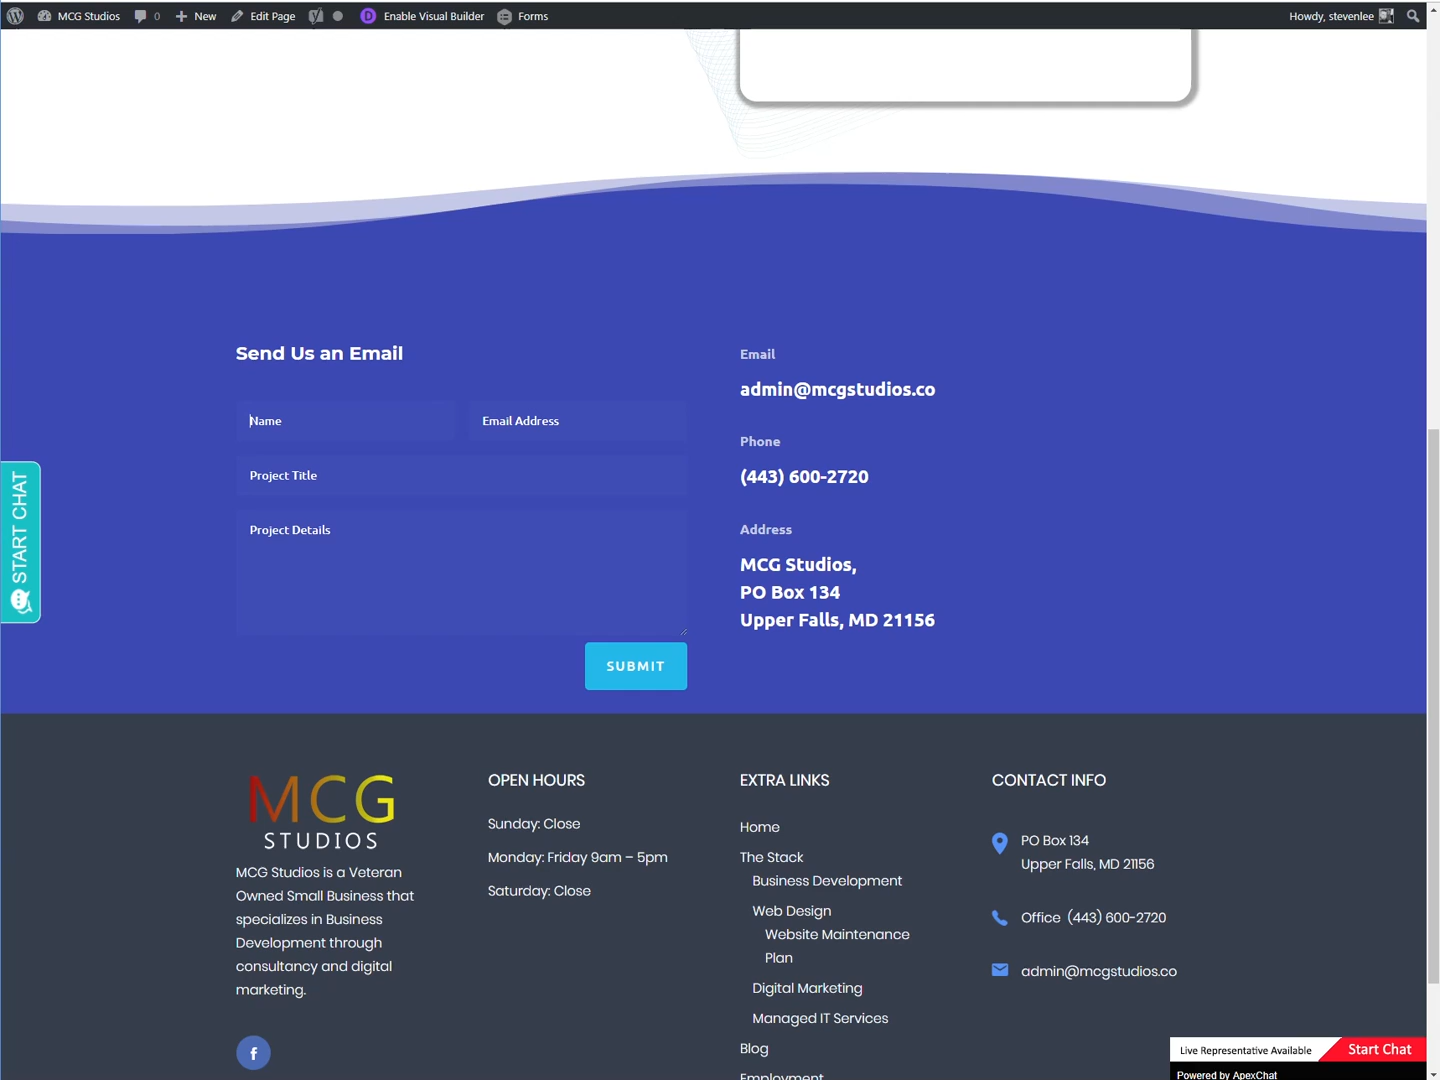 MCG Studios 0 New Edit Page Enable Visual Builder Forms Howdy, stevenlee
Send Us an Email
Name Email Address
Project Title
Project Details
SUBMIT
Email
admin@mcgstudios.co
Phone
(443) 600-2720
Address
MCG Studios,
PO Box 134
Upper Falls, MD 21156
START CHAT
MCG
STUDIOS
MCG Studios is a Veteran
Owned Small Business that
specializes in Business
Development through
consultancy and digital
marketing.
f
OPEN HOURS
Sunday: Close
Monday: Friday 9am – 5pm
Saturday: Close
EXTRA LINKS
Home
The Stack
Business Development
Web Design
Website Maintenance
Plan
Digital Marketing
Managed IT Services
Blog
Employment
CONTACT INFO
PO Box 134
Upper Falls, MD 21156
Office (443) 600-2720
admin@mcgstudios.co
Live Representative Available Start Chat
Powered by ApexChat